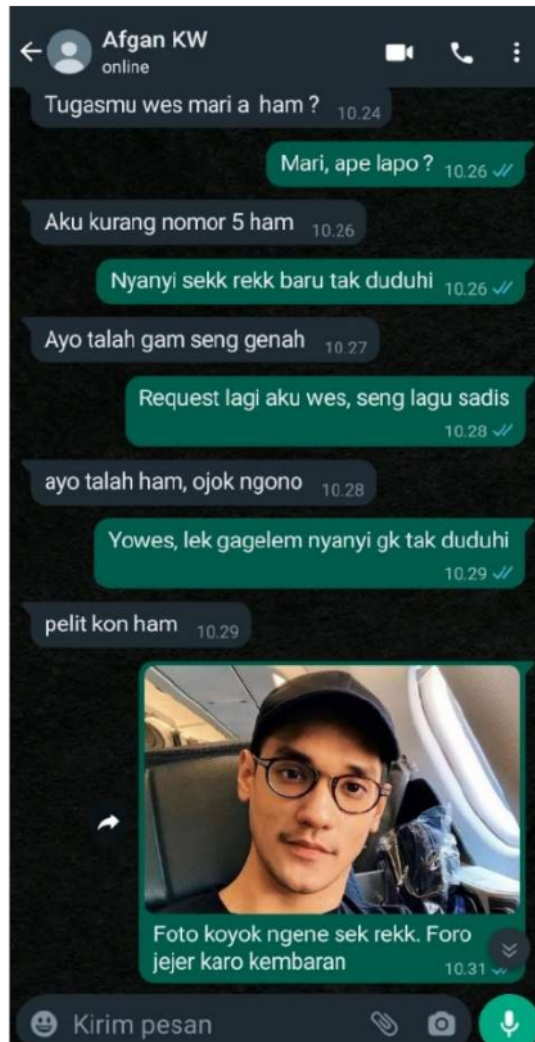 Afgan KW
online
Tugasmu wes mari a ham ? 10.24
Mari, ape lapo ? 10.26
Aku kurang nomor 5 ham 10.26
Nyanyi sekk rekk baru tak duduhi 10.26
Ayo talah gam seng genah 10.27
Request lagi aku wes, seng lagu sadis
10.28
ayo talah ham, ojok ngono 10.28
Yowes, lek gagelem nyanyi gk tak duduhi
10.29
pelit kon ham 10.29
Foto koyok ngene sek rekk. Foro
jejer karo kembaran 10.31
Kirim pesan